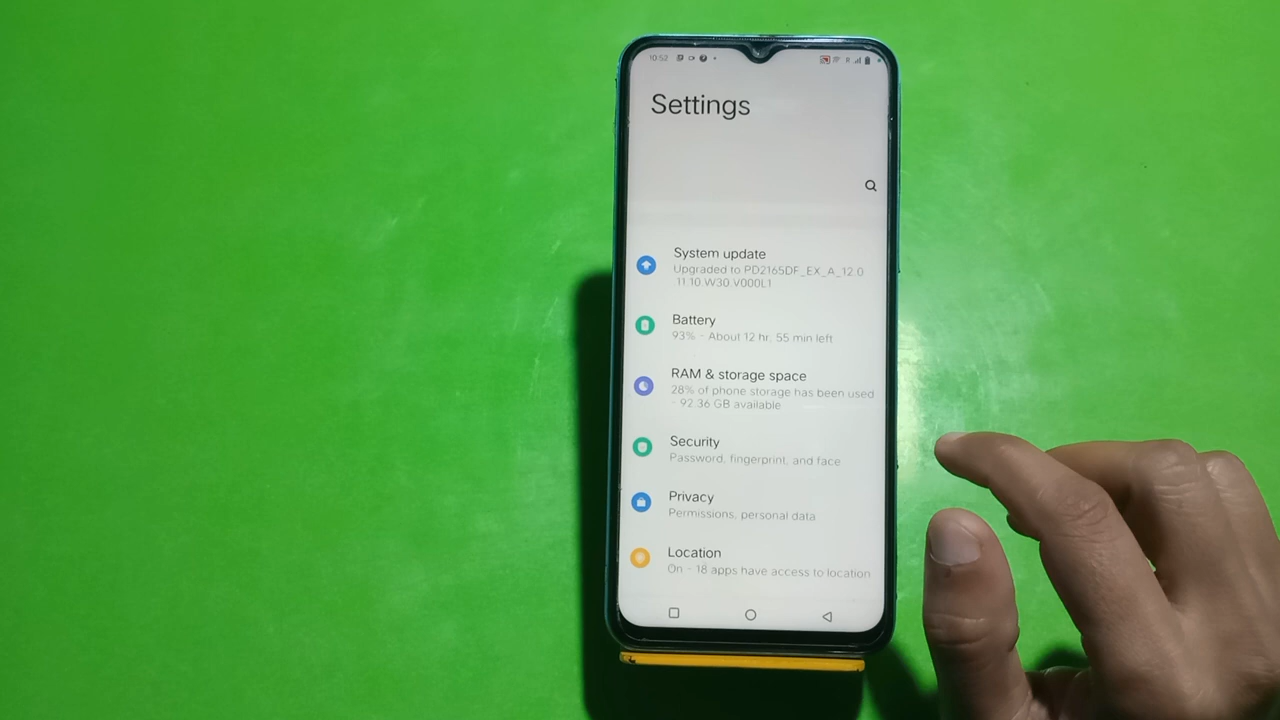 10:52
Settings
System update
Upgraded to PD2165DF_EX_A_12.0
.11.10.W30.V000L1
Battery
93% - About 12 hr, 55 min left
RAM & storage space
28% of phone storage has been used
- 92.36 GB available
Security
Password, fingerprint, and face
Privacy
Permissions, personal data
Location
On - 18 apps have access to location